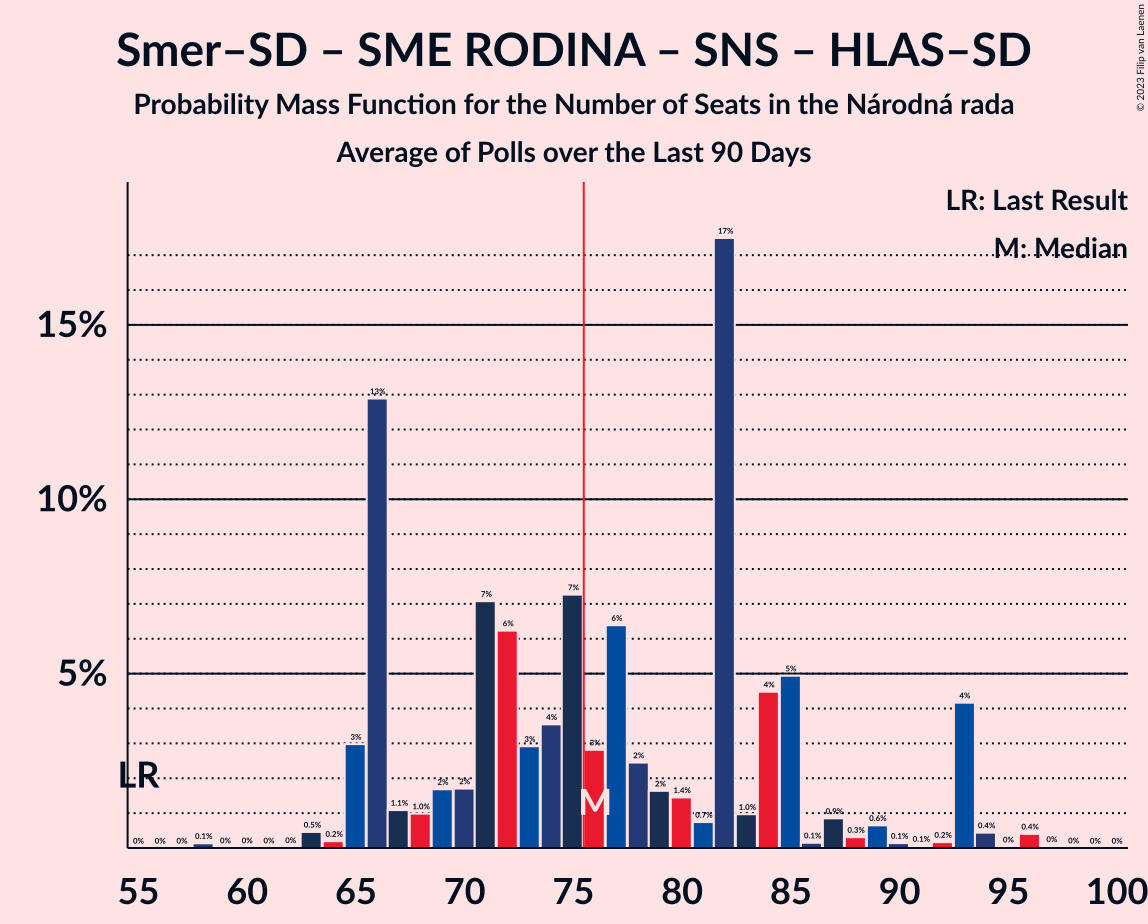 © 2023 Filip van Laenen
Smer–SD – SME RODINA – SNS – HLAS–SD
Probability Mass Function for the Number of Seats in the Národná rada
Average of Polls over the Last 90 Days
LR: Last Result
M: Median
15%
10%
5%
LR
M
0% 0% 0% 0.1% 0% 0% 0% 0% 0.5% 0.2% 3% 13% 1.1% 1.0% 2% 2% 7% 6% 3% 4% 7% 3% 6% 2% 2% 1.4% 0.7% 17% 1.0% 4% 5% 0.1% 0.9% 0.3% 0.6% 0.1% 0.1% 0.2% 4% 0.4% 0% 0.4% 0% 0% 0% 0%
55 60 65 70 75 80 85 90 95 100